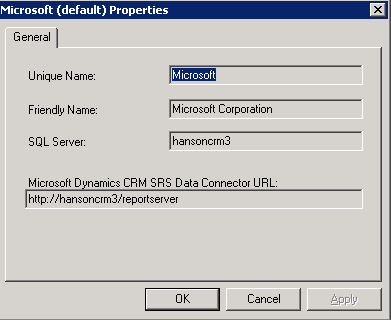 Microsoft (default) Properties
General
Unique Name: Microsoft
Friendly Name: Microsoft Corporation
SQL Server: hansoncrm3
Microsoft Dynamics CRM SRS Data Connector URL:
http://hansoncrm3/reportserver
OK Cancel Apply